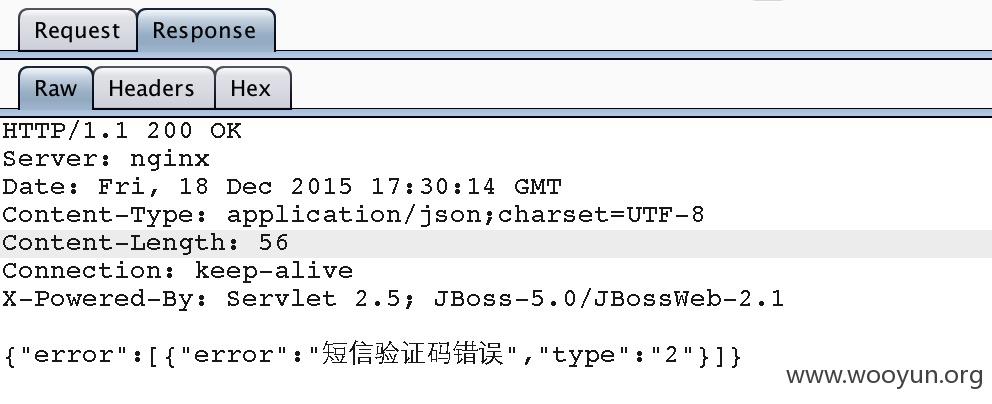 Request Response
Raw Headers Hex
HTTP/1.1 200 OK
Server: nginx
Date: Fri, 18 Dec 2015 17:30:14 GMT
Content-Type: application/json;charset=UTF-8
Content-Length: 56
Connection: keep-alive
X-Powered-By: Servlet 2.5; JBoss-5.0/JBossWeb-2.1
{"error":[{"error":"短信验证码错误","type":"2"}]}
www.wooyun.org